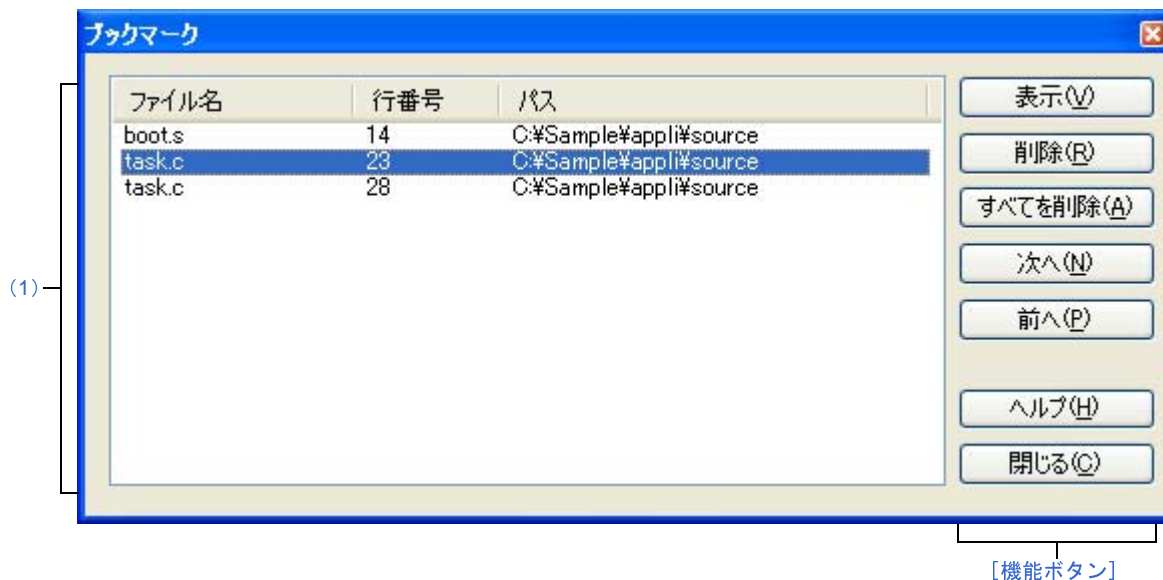 ブックマーク
ファイル名 行番号 パス
boot.s 14 C:¥Sample¥appli¥source
task.c 23 C:¥Sample¥appli¥source
task.c 28 C:¥Sample¥appli¥source
表示(V)
削除(R)
すべてを削除(A)
次へ(N)
前へ(P)
ヘルプ(H)
閉じる(C)
(1)
[機能ボタン]